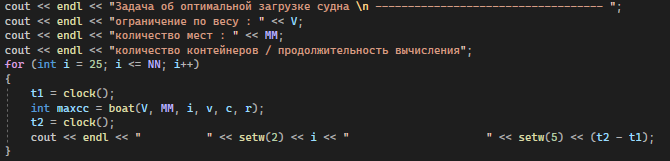 cout << endl << "Задача об оптимальной загрузке судна \n ----------------------------------- ";
cout << endl << "ограничение по весу : " << V;
cout << endl << "количество мест : " << MM;
cout << endl << "количество контейнеров / продолжительность вычисления";
for (int i = 25; i <= NN; i++)
{
t1 = clock();
int maxcc = boat(V, MM, i, v, c, r);
t2 = clock();
cout << endl << "          " << setw(2) << i << "                     " << setw(5) << (t2 - t1);
}